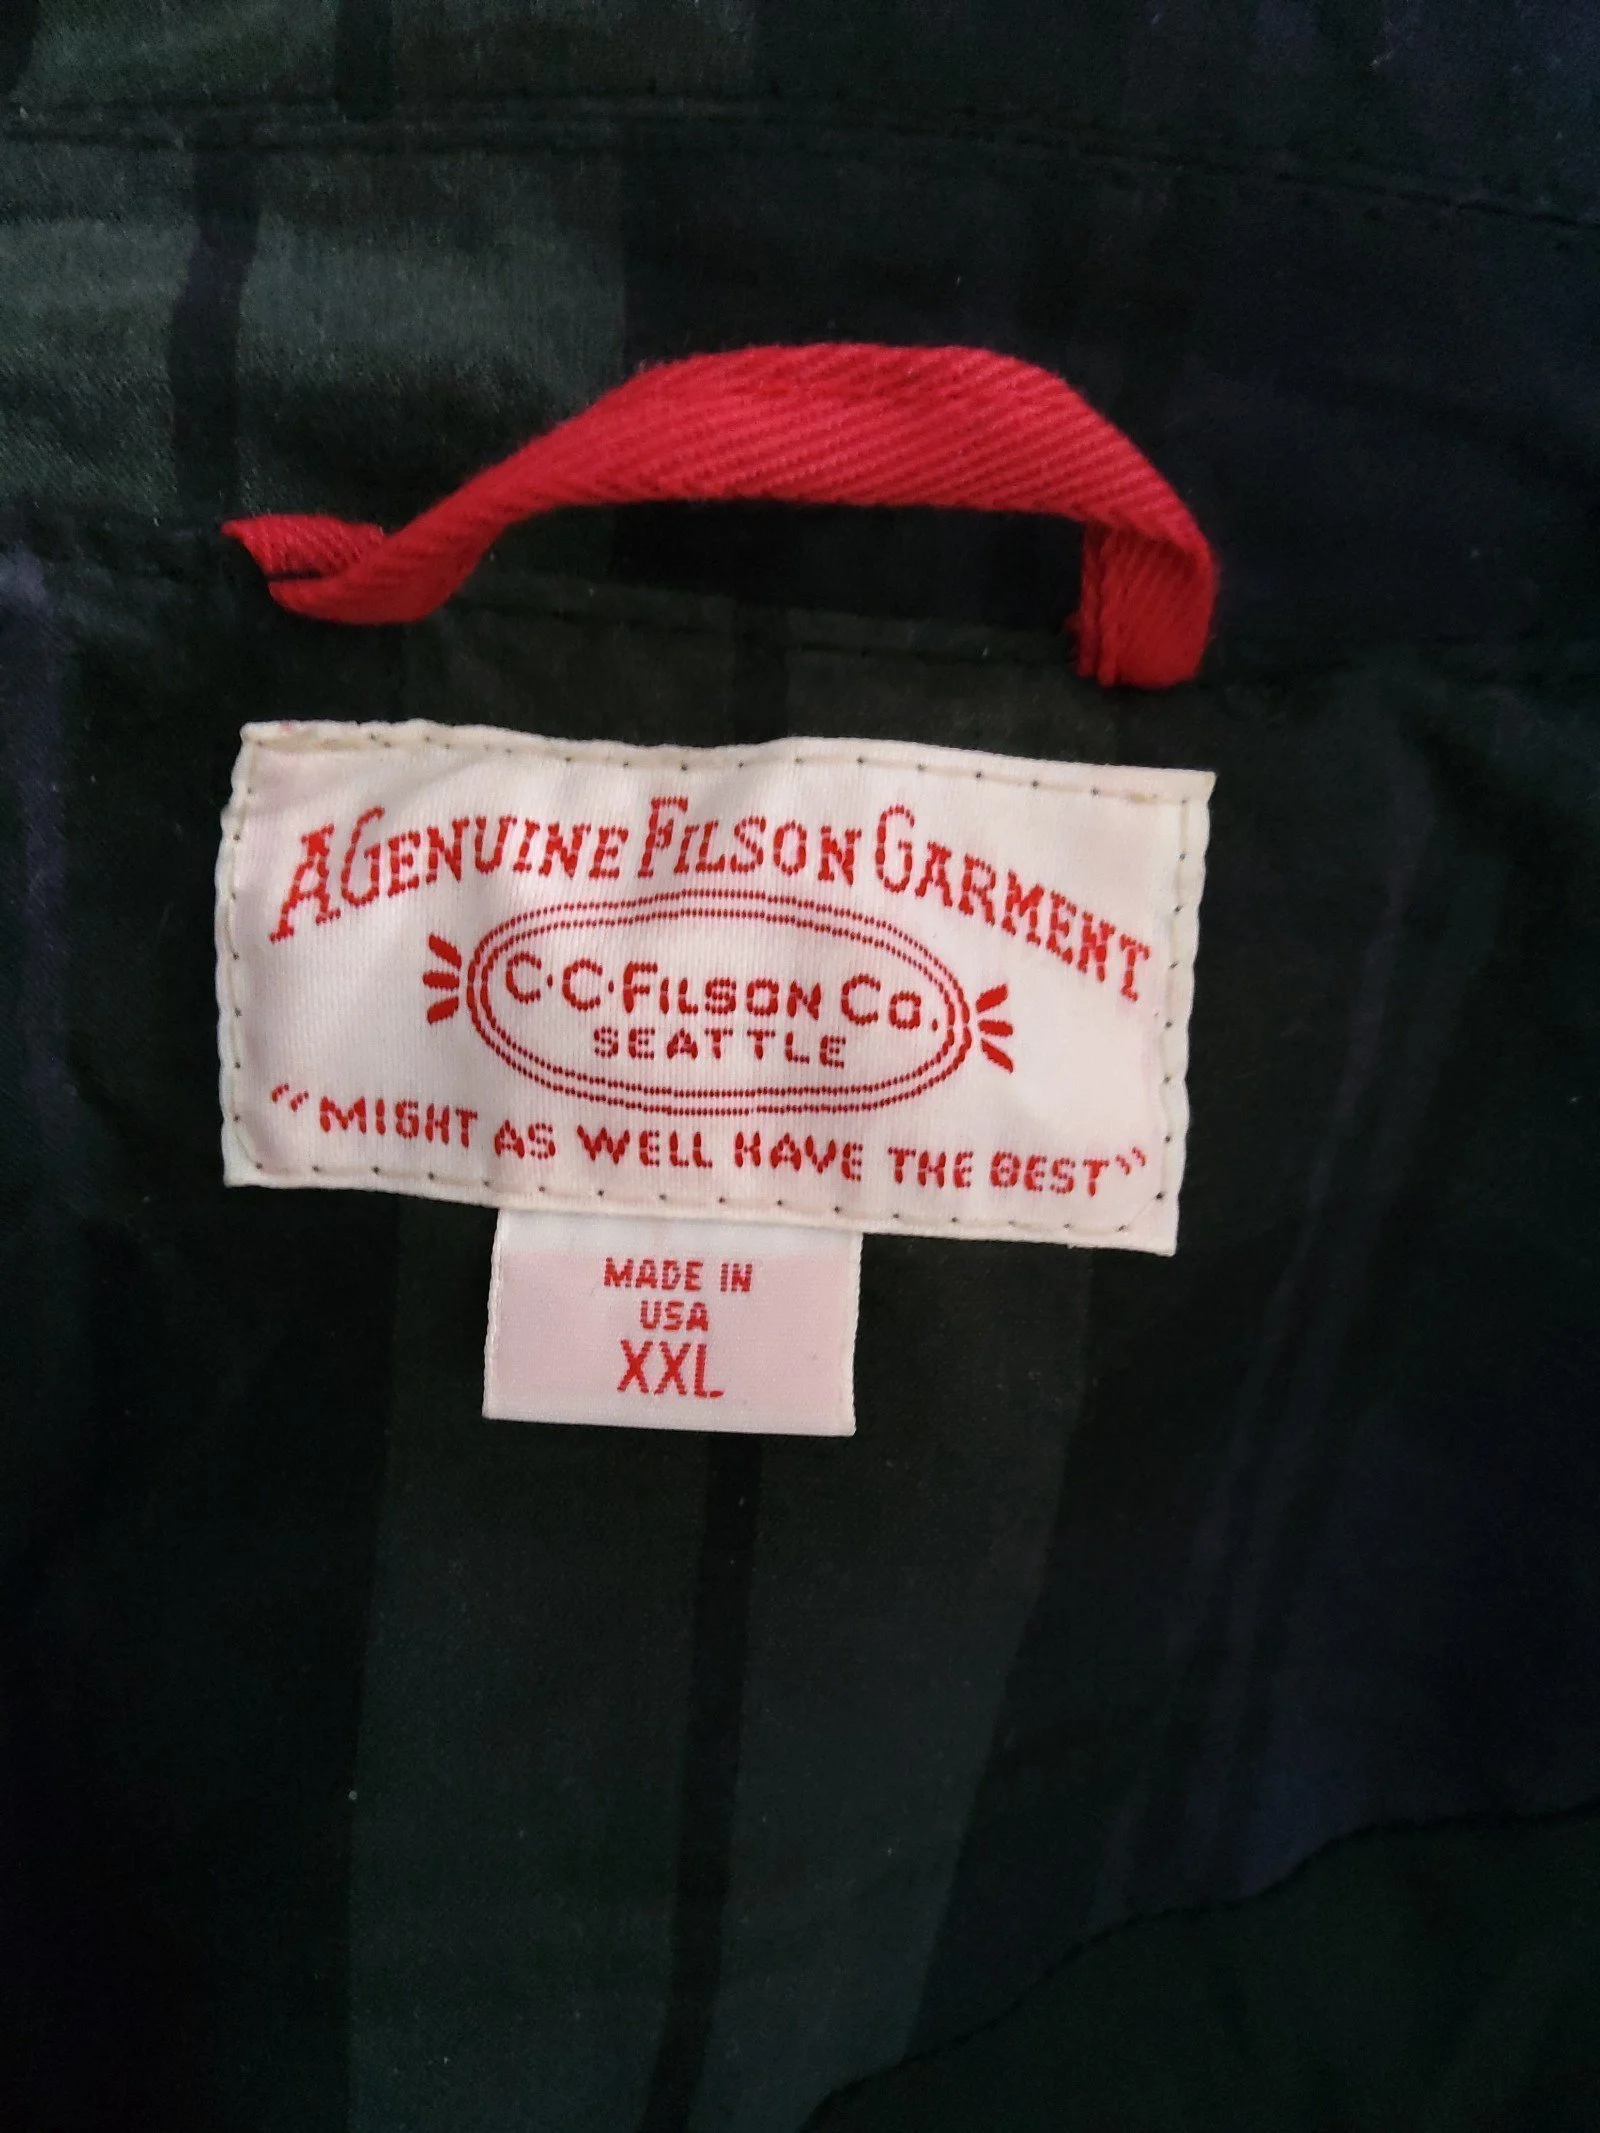 A GENUINE FILSON GARMENT
C.C. FILSON CO.
SEATTLE
"MIGHT AS WELL HAVE THE BEST"
MADE IN
USA
XXL